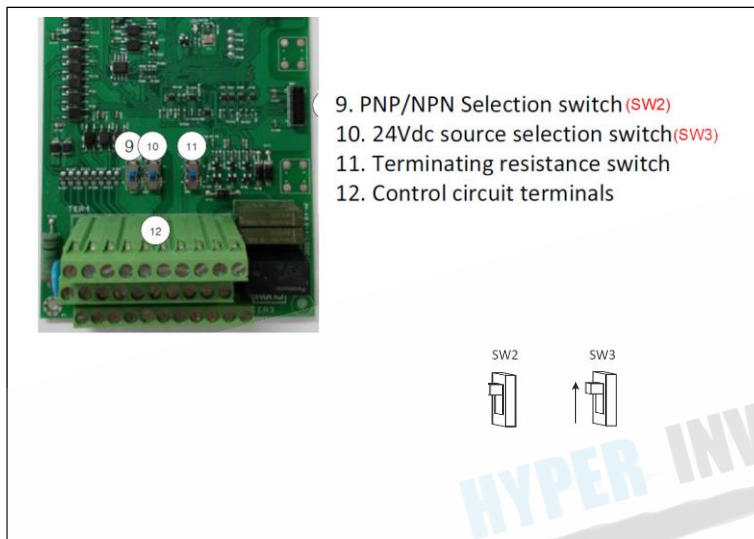 9. PNP/NPN Selection switch (SW2)
10. 24Vdc source selection switch(SW3)
11. Terminating resistance switch
12. Control circuit terminals
9
10
11
TERM
12
SW2
SW3
HYPER INV